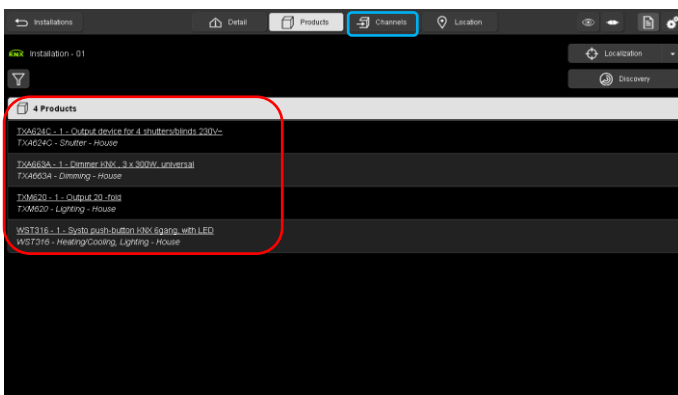 Installations
Detail
Products
Channels
Location
KNX Installation - 01
Localization
Discovery
4 Products
TXA624C - 1 - Output device for 4 shutters/blinds 230V~
TXA624C - Shutter - House
TXA663A - 1 - Dimmer KNX , 3 x 300W, universal
TXA663A - Dimming - House
TXM620 - 1 - Output 20 -fold
TXM620 - Lighting - House
WST316 - 1 - Systo push-button KNX 6gang, with LED
WST316 - Heating/Cooling, Lighting - House